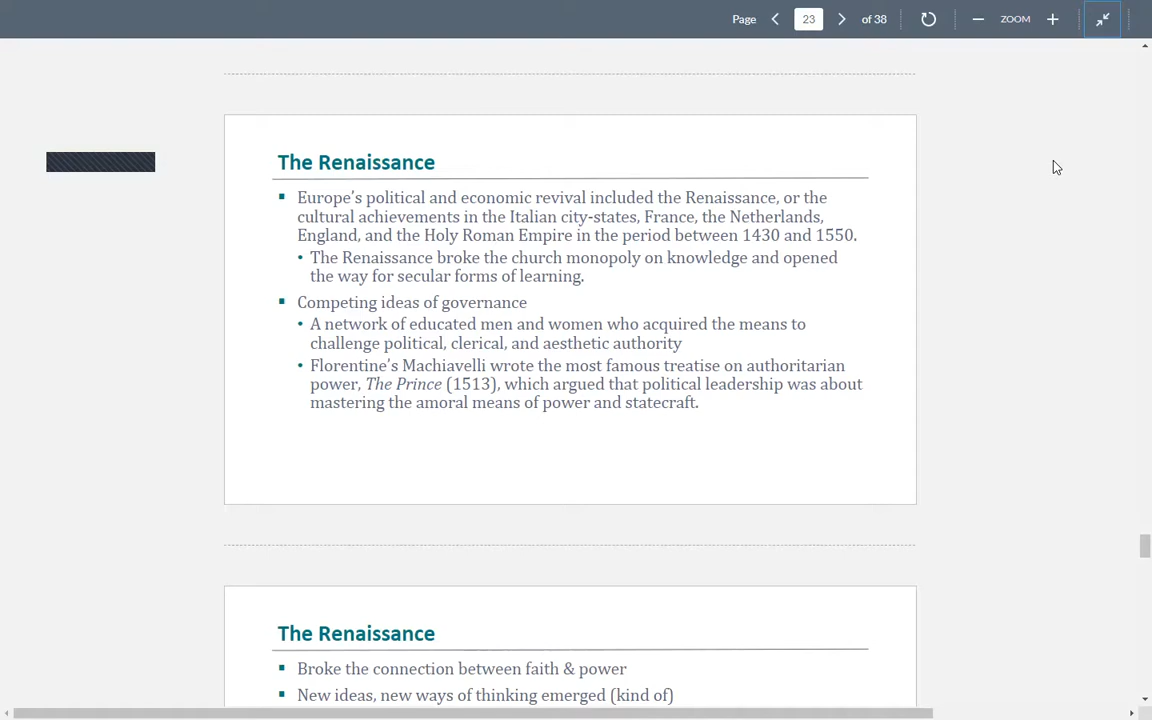 Page 23 of 38 ZOOM
The Renaissance
Europe's political and economic revival included the Renaissance, or the
cultural achievements in the Italian city-states, France, the Netherlands,
England, and the Holy Roman Empire in the period between 1430 and 1550.
The Renaissance broke the church monopoly on knowledge and opened
the way for secular forms of learning.
Competing ideas of governance
A network of educated men and women who acquired the means to
challenge political, clerical, and aesthetic authority
Florentine's Machiavelli wrote the most famous treatise on authoritarian
power, The Prince (1513), which argued that political leadership was about
mastering the amoral means of power and statecraft.
The Renaissance
Broke the connection between faith & power
New ideas, new ways of thinking emerged (kind of)